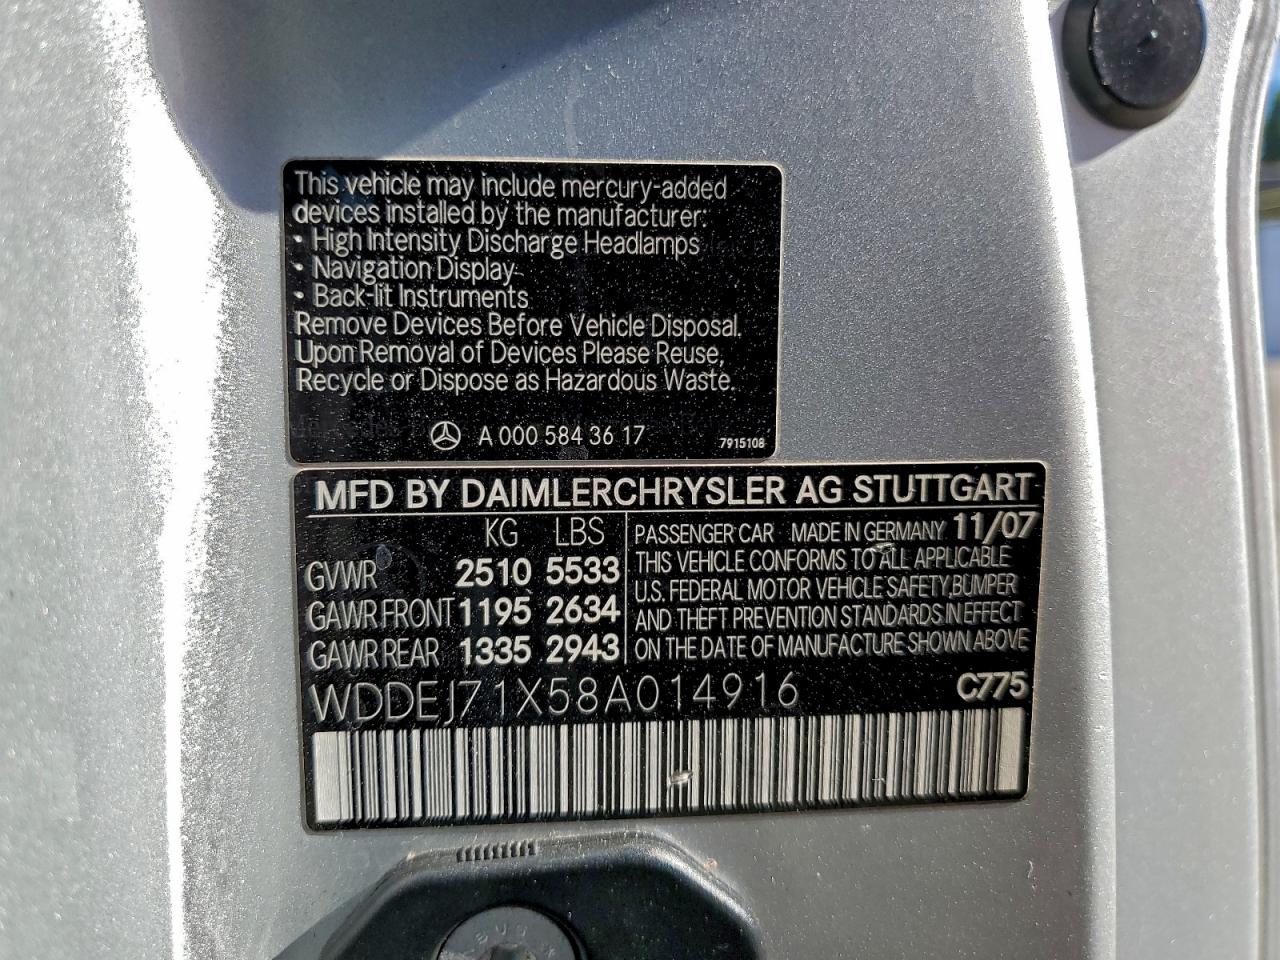 This vehicle may include mercury-added
devices installed by the manufacturer:
· High Intensity Discharge Headlamps
· Navigation Display
· Back-lit Instruments
Remove Devices Before Vehicle Disposal.
Upon Removal of Devices Please Reuse,
Recycle or Dispose as Hazardous Waste.
A 000 584 36 17 7915108
MFD BY DAIMLERCHRYSLER AG STUTTGART
KG LBS
GVWR 2510 5533
GAWR FRONT 1195 2634
GAWR REAR 1335 2943
PASSENGER CAR MADE IN GERMANY 11/07
THIS VEHICLE CONFORMS TO ALL APPLICABLE
U.S. FEDERAL MOTOR VEHICLE SAFETY, BUMPER
AND THEFT PREVENTION STANDARDS IN EFFECT
ON THE DATE OF MANUFACTURE SHOWN ABOVE
WDDEJ71X58A014916 C775